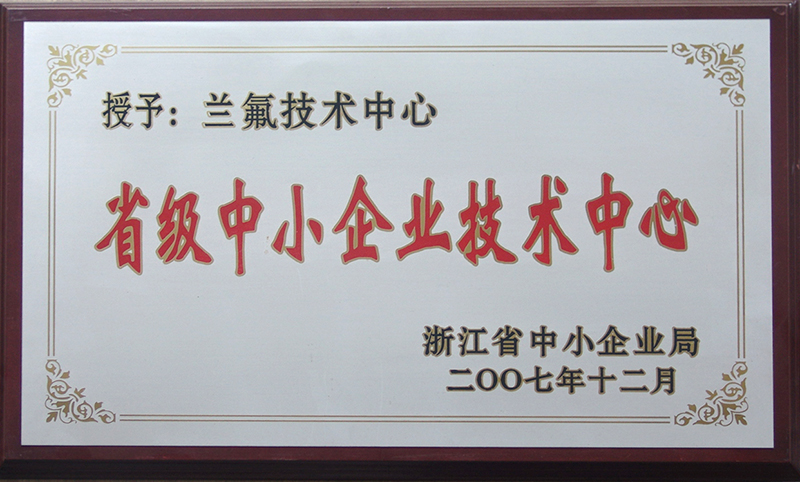 授予：兰氟技术中心
省级中小企业技术中心
浙江省中小企业局
二OO七年十二月